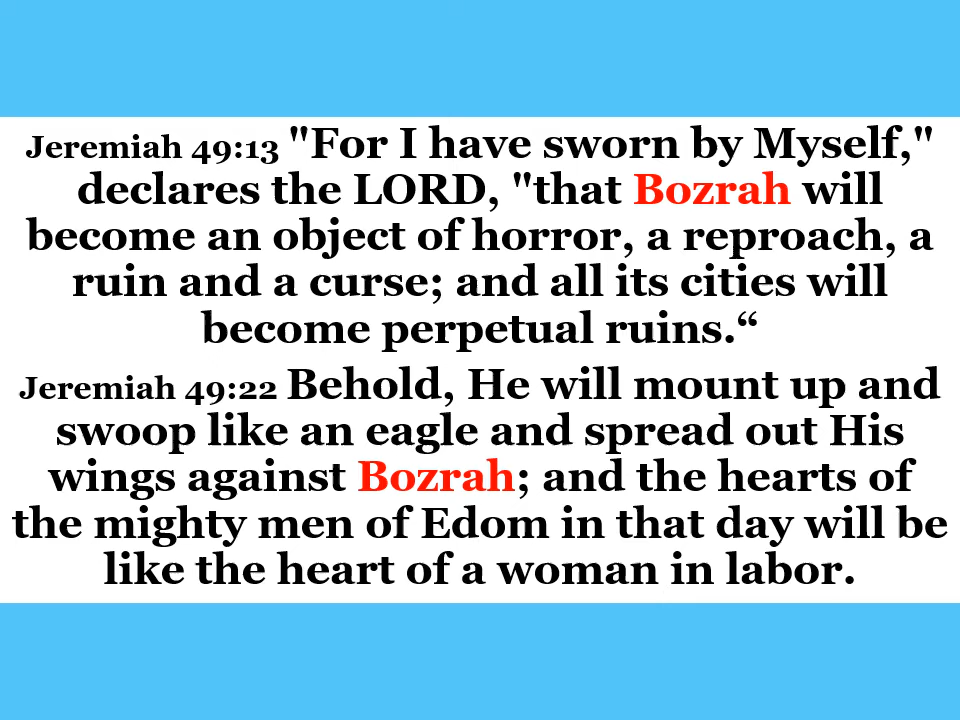 Jeremiah 49:13 "For I have sworn by Myself,"
declares the LORD, "that Bozrah will
become an object of horror, a reproach, a
ruin and a curse; and all its cities will
become perpetual ruins.“
Jeremiah 49:22 Behold, He will mount up and
swoop like an eagle and spread out His
wings against Bozrah; and the hearts of
the mighty men of Edom in that day will be
like the heart of a woman in labor.